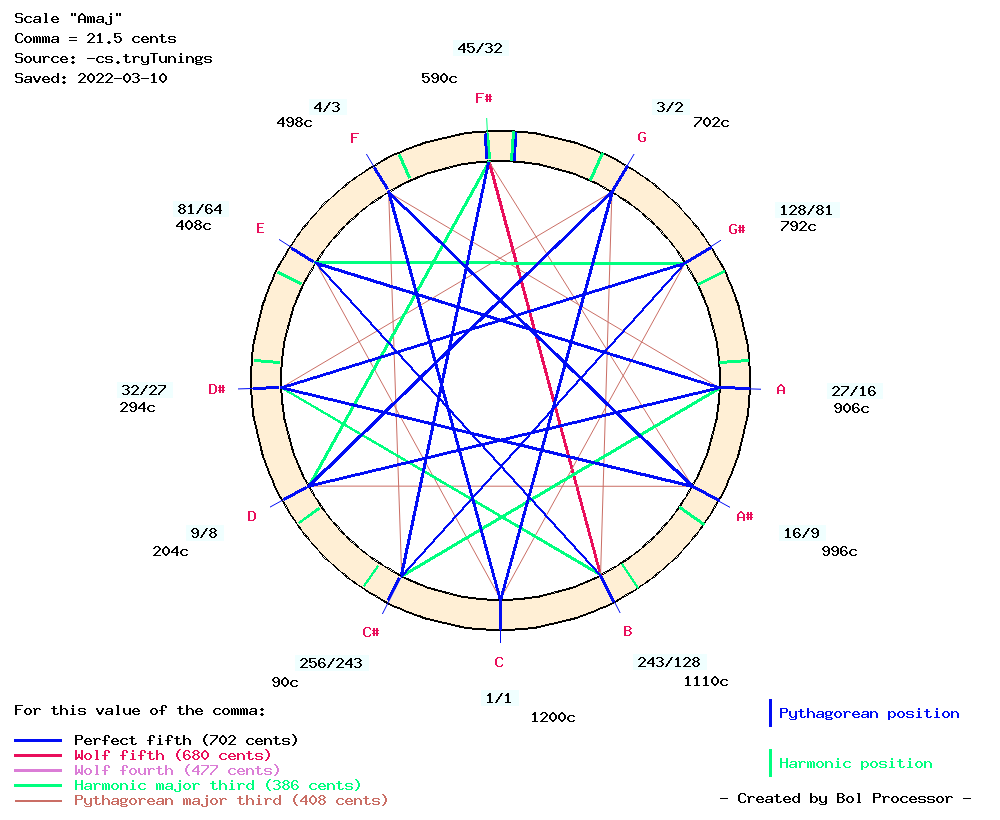 Scale "Amaj"
Comma = 21.5 cents
Source: -cs.tryTunings
Saved: 2022-03-10
45/32
590c
F#
4/3
498c
F
3/2
702c
G
81/64
408c
E
128/81
792c
G#
32/27
294c
D#
A
27/16
906c
9/8
204c
D
A#
16/9
996c
C#
256/243
90c
C
1/1
1200c
B
243/128
1110c
For this value of the comma:
Perfect fifth (702 cents)
Wolf fifth (680 cents)
Wolf fourth (477 cents)
Harmonic major third (386 cents)
Pythagorean major third (408 cents)
Pythagorean position
Harmonic position
- Created by Bol Processor -